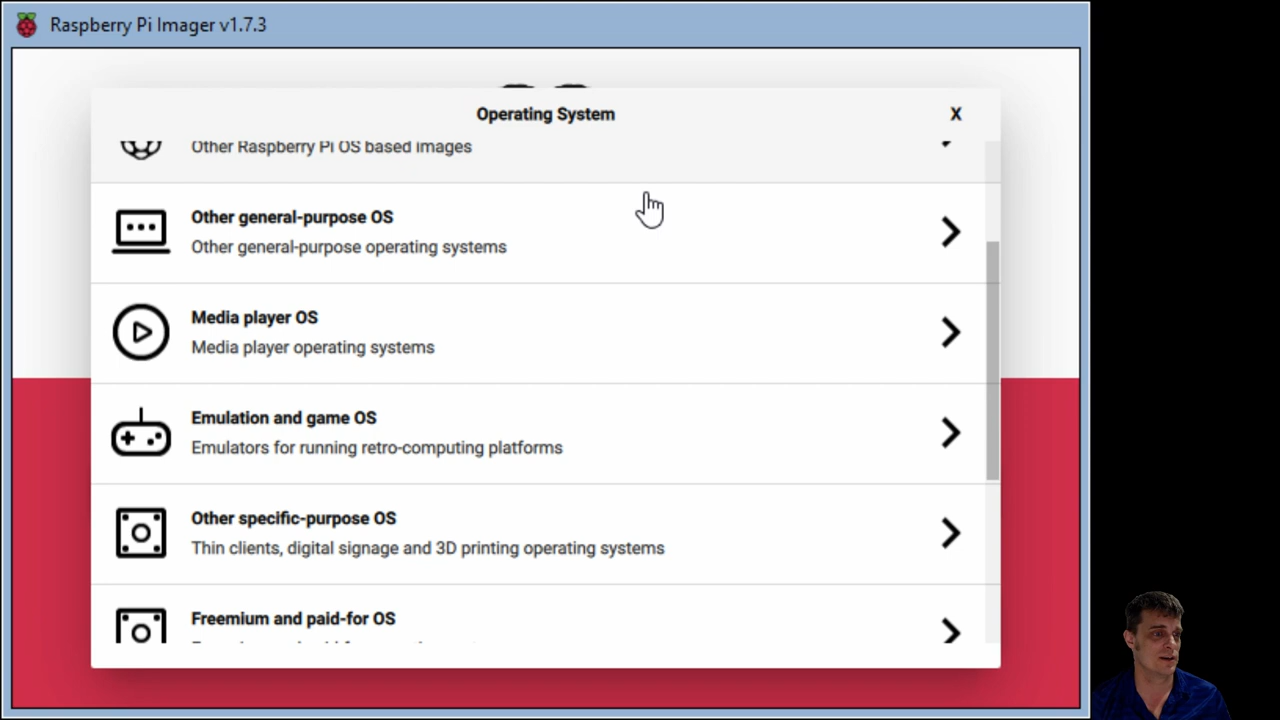 Raspberry Pi Imager v1.7.3
Operating System
X
Other Raspberry Pi OS based images
Other general-purpose OS
Other general-purpose operating systems
Media player OS
Media player operating systems
Emulation and game OS
Emulators for running retro-computing platforms
Other specific-purpose OS
Thin clients, digital signage and 3D printing operating systems
Freemium and paid-for OS